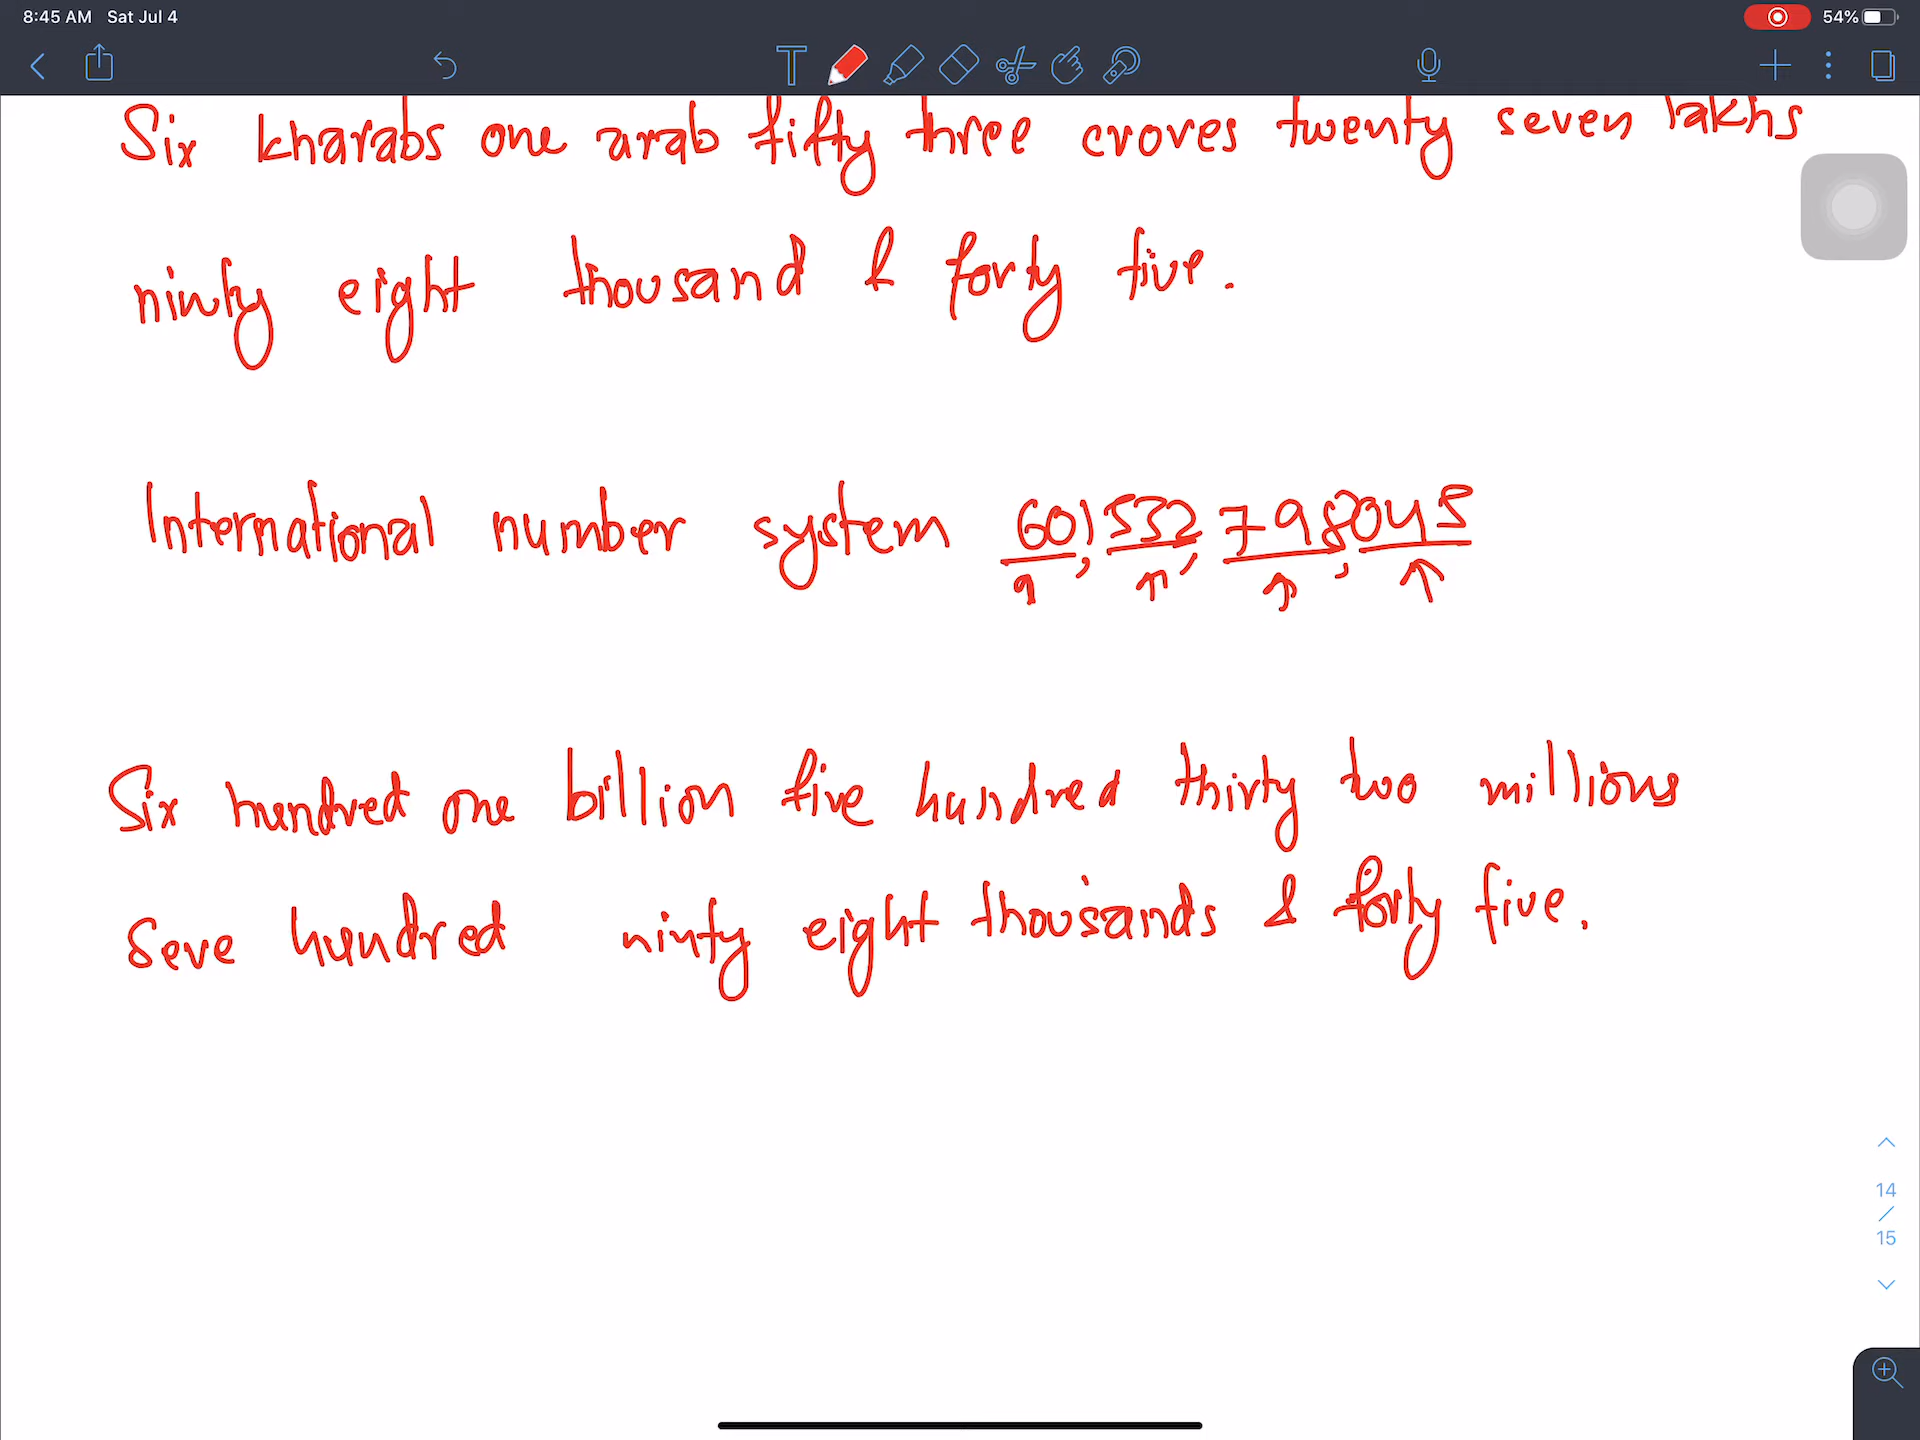 8:45 AM Sat Jul 4
54%
Six kharabs one arab fifty three crores twenty seven lakhs
ninty eight thousand & forty five.
International number system 601,532,798,045
Six hundred one billion five hundred thirty two millions
Seve hundred ninty eight thousands & forty five.
14
/
15